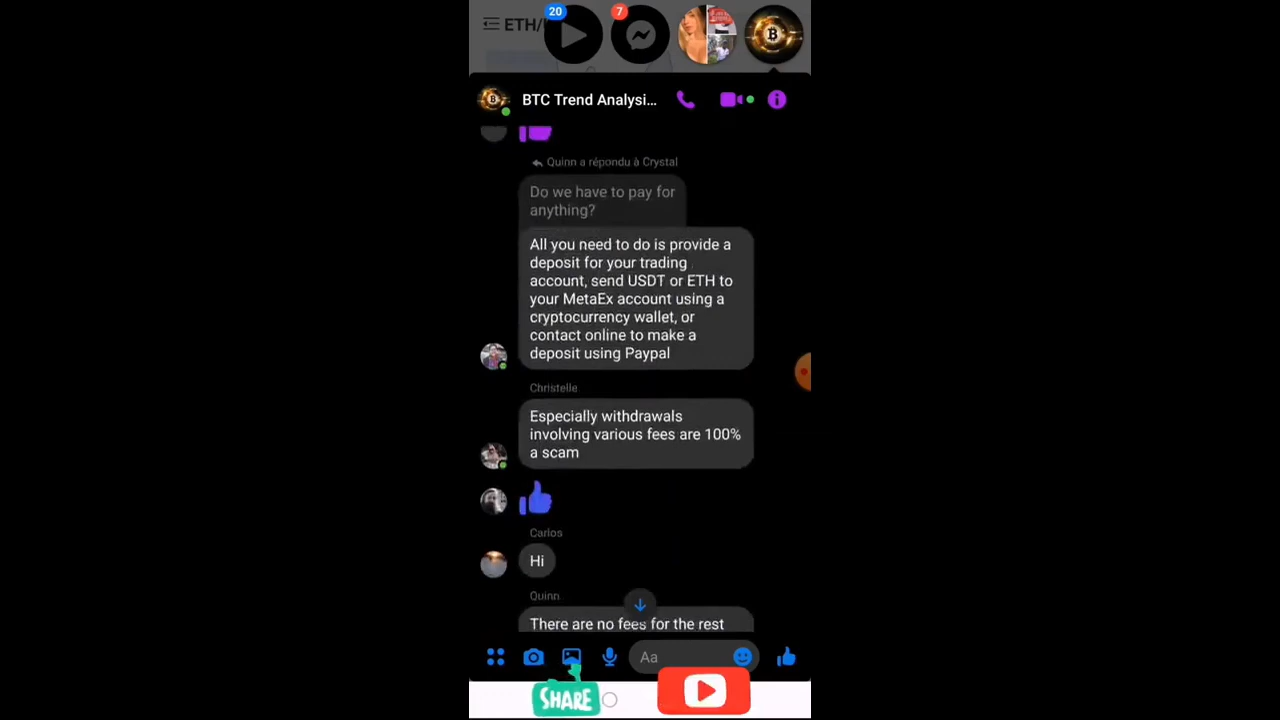 20
7
ETH/
BTC Trend Analysi...
Quinn a répondu à Crystal
Do we have to pay for
anything?
All you need to do is provide a
deposit for your trading
account, send USDT or ETH to
your MetaEx account using a
cryptocurrency wallet, or
contact online to make a
deposit using Paypal
Christelle
Especially withdrawals
involving various fees are 100%
a scam
Carlos
Hi
Quinn
There are no fees for the rest
Aa
SHARE